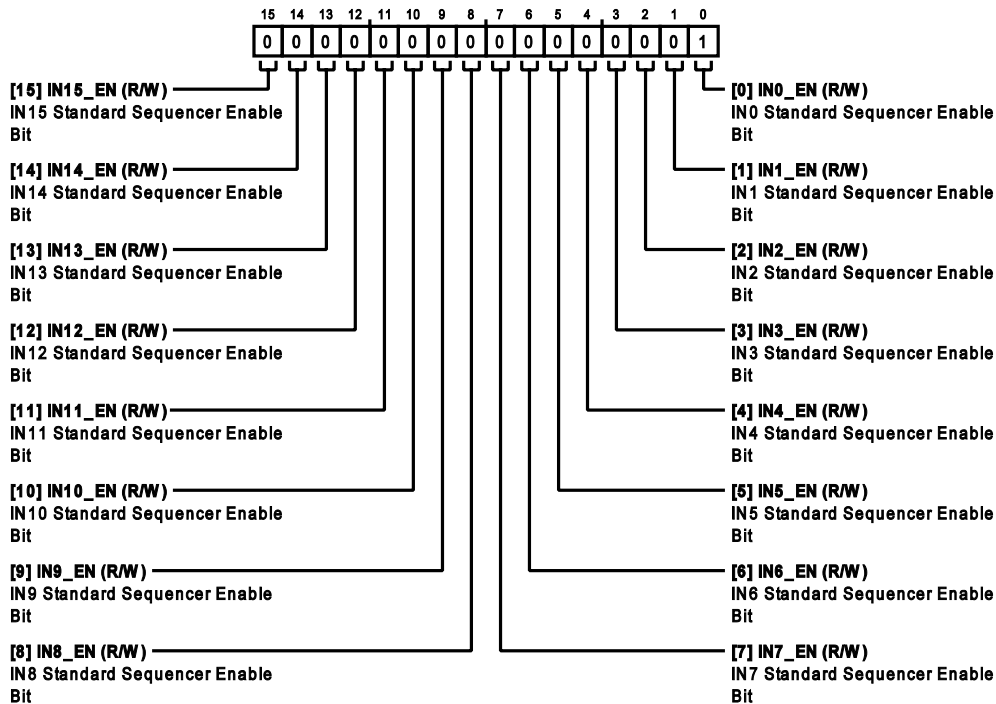 15 14 13 12 11 10 9 8 7 6 5 4 3 2 1 0
0 0 0 0 0 0 0 0 0 0 0 0 0 0 0 1
[15] IN15_EN (R/W)
IN15 Standard Sequencer Enable
Bit
[14] IN14_EN (R/W)
IN14 Standard Sequencer Enable
Bit
[13] IN13_EN (R/W)
IN13 Standard Sequencer Enable
Bit
[12] IN12_EN (R/W)
IN12 Standard Sequencer Enable
Bit
[11] IN11_EN (R/W)
IN11 Standard Sequencer Enable
Bit
[10] IN10_EN (R/W)
IN10 Standard Sequencer Enable
Bit
[9] IN9_EN (R/W)
IN9 Standard Sequencer Enable
Bit
[8] IN8_EN (R/W)
IN8 Standard Sequencer Enable
Bit
[0] IN0_EN (R/W)
IN0 Standard Sequencer Enable
Bit
[1] IN1_EN (R/W)
IN1 Standard Sequencer Enable
Bit
[2] IN2_EN (R/W)
IN2 Standard Sequencer Enable
Bit
[3] IN3_EN (R/W)
IN3 Standard Sequencer Enable
Bit
[4] IN4_EN (R/W)
IN4 Standard Sequencer Enable
Bit
[5] IN5_EN (R/W)
IN5 Standard Sequencer Enable
Bit
[6] IN6_EN (R/W)
IN6 Standard Sequencer Enable
Bit
[7] IN7_EN (R/W)
IN7 Standard Sequencer Enable
Bit